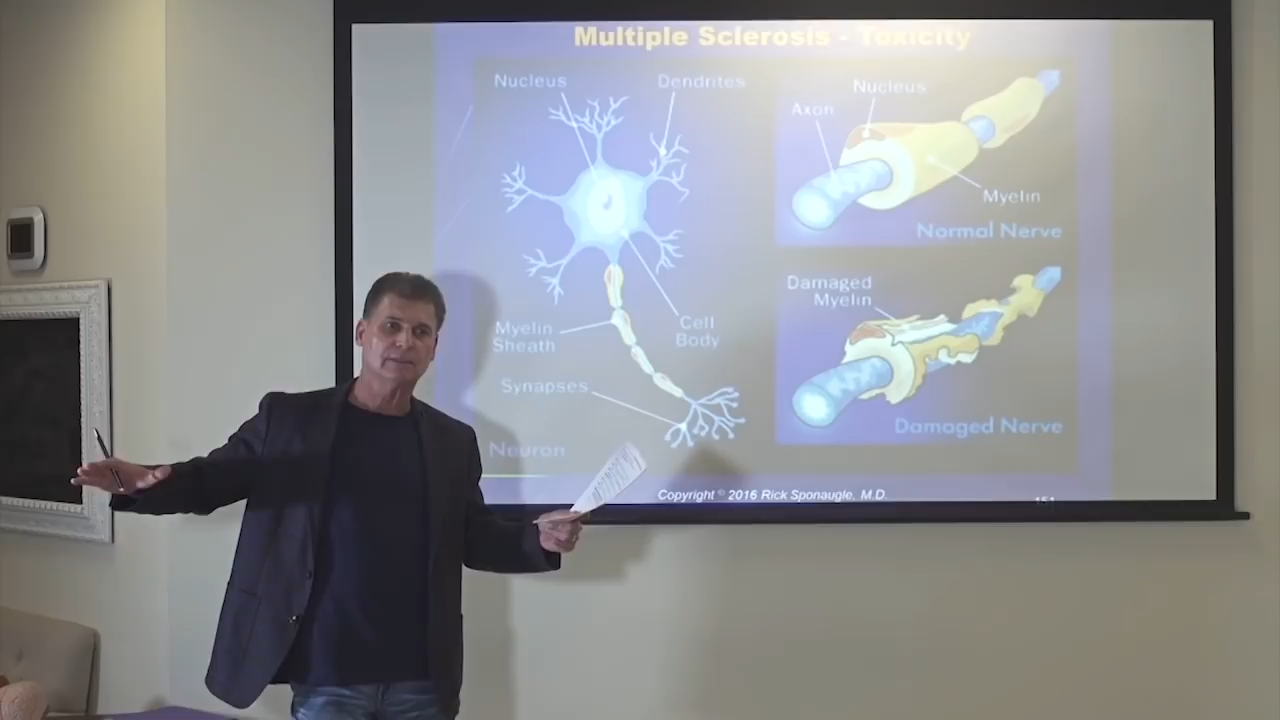 Multiple Sclerosis - Toxicity
Nucleus
Dendrites
Myelin
Sheath
Cell
Body
Synapses
Neuron
Nucleus
Axon
Myelin
Normal Nerve
Damaged
Myelin
Damaged Nerve
Copyright © 2016 Rick Sponaugle, M.D.
151